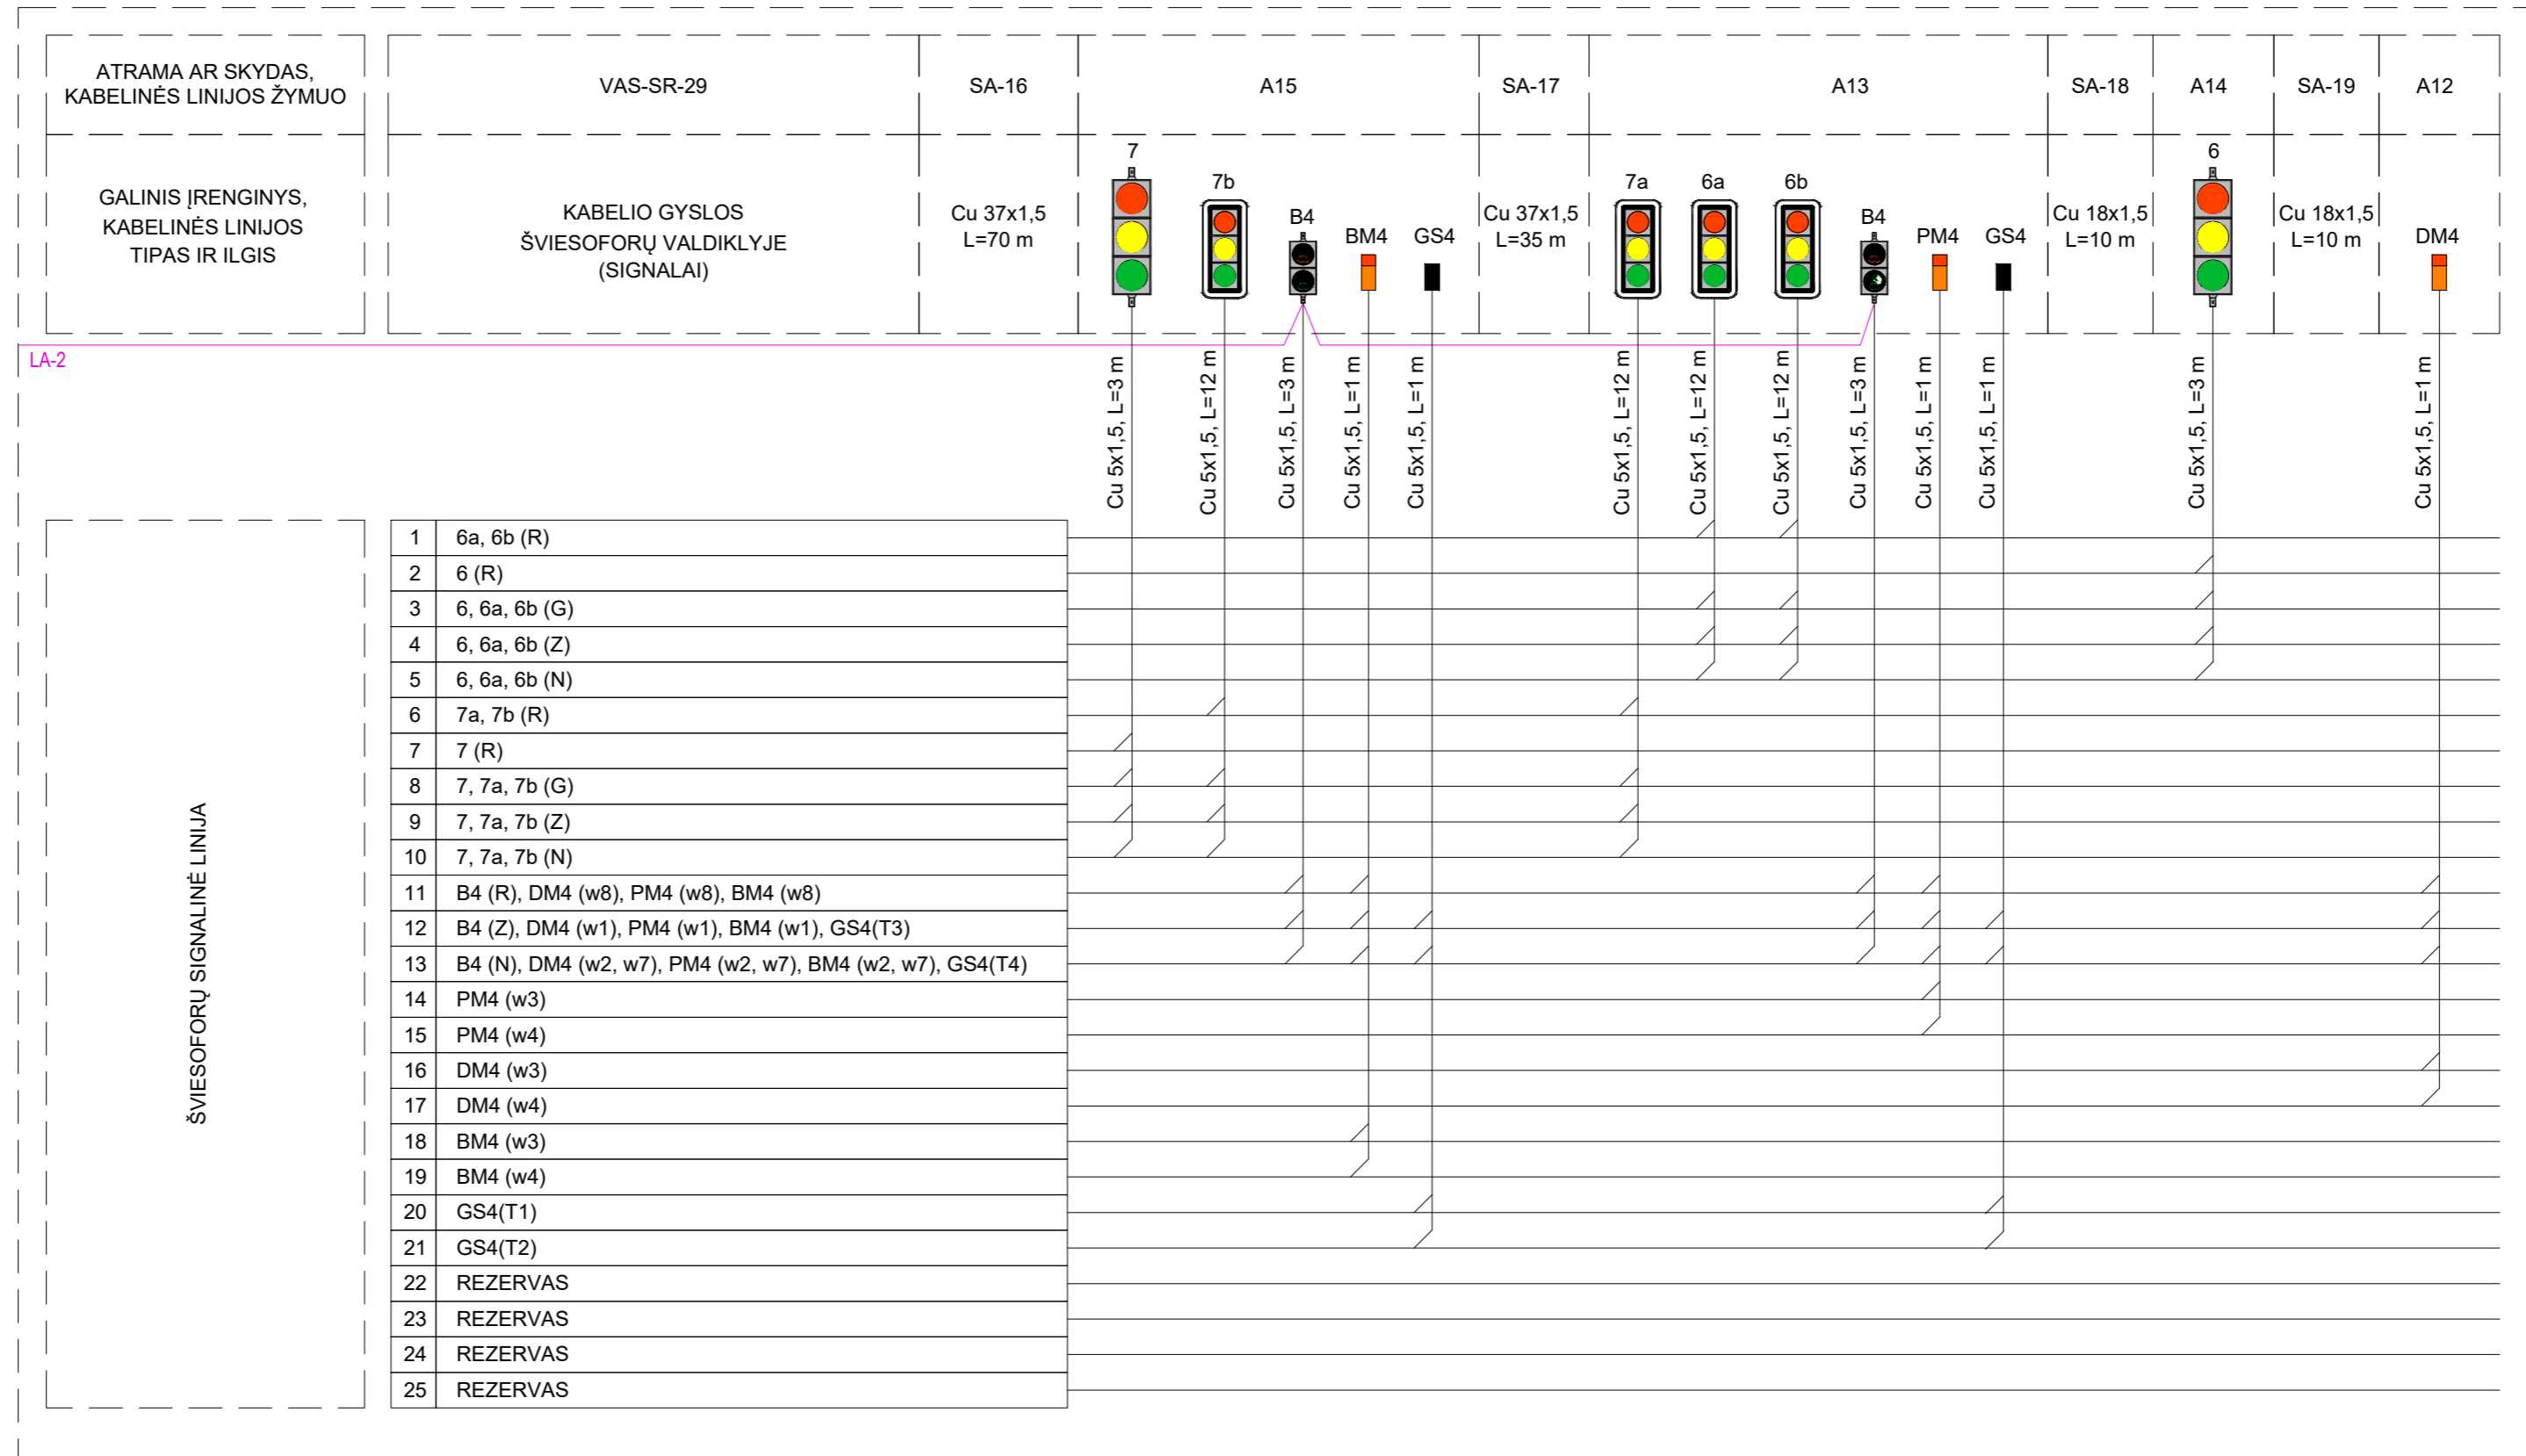 ATRAMA AR SKYDAS,
KABELINĖS LINIJOS ŽYMUO
VAS-SR-29
SA-16
A15
SA-17
A13
SA-18
A14
SA-19
A12
GALINIS ĮRENGINYS,
KABELINĖS LINIJOS
TIPAS IR ILGIS
KABELIO GYSLOS
ŠVIESOFORŲ VALDIKLYJE
(SIGNALAI)
Cu 37x1,5
L=70 m
7
7b
B4
BM4
GS4
Cu 37x1,5
L=35 m
7a
6a
6b
B4
PM4
GS4
Cu 18x1,5
L=10 m
6
Cu 18x1,5
L=10 m
DM4
LA-2
Cu 5x1,5, L=3 m
Cu 5x1,5, L=12 m
Cu 5x1,5, L=3 m
Cu 5x1,5, L=1 m
Cu 5x1,5, L=1 m
Cu 5x1,5, L=12 m
Cu 5x1,5, L=12 m
Cu 5x1,5, L=12 m
Cu 5x1,5, L=3 m
Cu 5x1,5, L=1 m
Cu 5x1,5, L=1 m
Cu 5x1,5, L=3 m
Cu 5x1,5, L=1 m
ŠVIESOFORŲ SIGNALINĖ LINIJA
1 6a, 6b (R)
2 6 (R)
3 6, 6a, 6b (G)
4 6, 6a, 6b (Z)
5 6, 6a, 6b (N)
6 7a, 7b (R)
7 7 (R)
8 7, 7a, 7b (G)
9 7, 7a, 7b (Z)
10 7, 7a, 7b (N)
11 B4 (R), DM4 (w8), PM4 (w8), BM4 (w8)
12 B4 (Z), DM4 (w1), PM4 (w1), BM4 (w1), GS4(T3)
13 B4 (N), DM4 (w2, w7), PM4 (w2, w7), BM4 (w2, w7), GS4(T4)
14 PM4 (w3)
15 PM4 (w4)
16 DM4 (w3)
17 DM4 (w4)
18 BM4 (w3)
19 BM4 (w4)
20 GS4(T1)
21 GS4(T2)
22 REZERVAS
23 REZERVAS
24 REZERVAS
25 REZERVAS